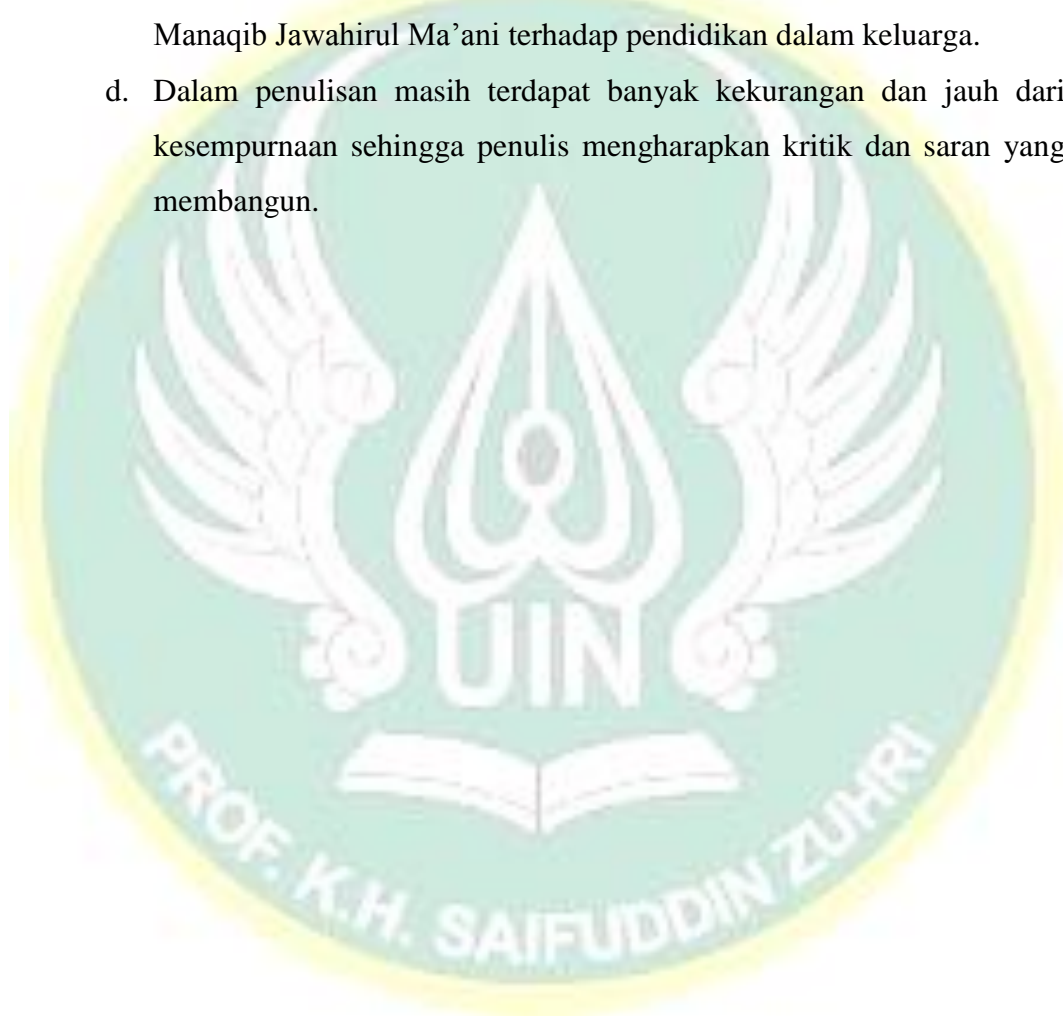 Manaqib Jawahirul Ma’ani terhadap pendidikan dalam keluarga.
d. Dalam penulisan masih terdapat banyak kekurangan dan jauh dari
kesempurnaan sehingga penulis mengharapkan kritik dan saran yang
membangun.
UIN
PROF. K.H. SAIFUDDIN ZUHRI